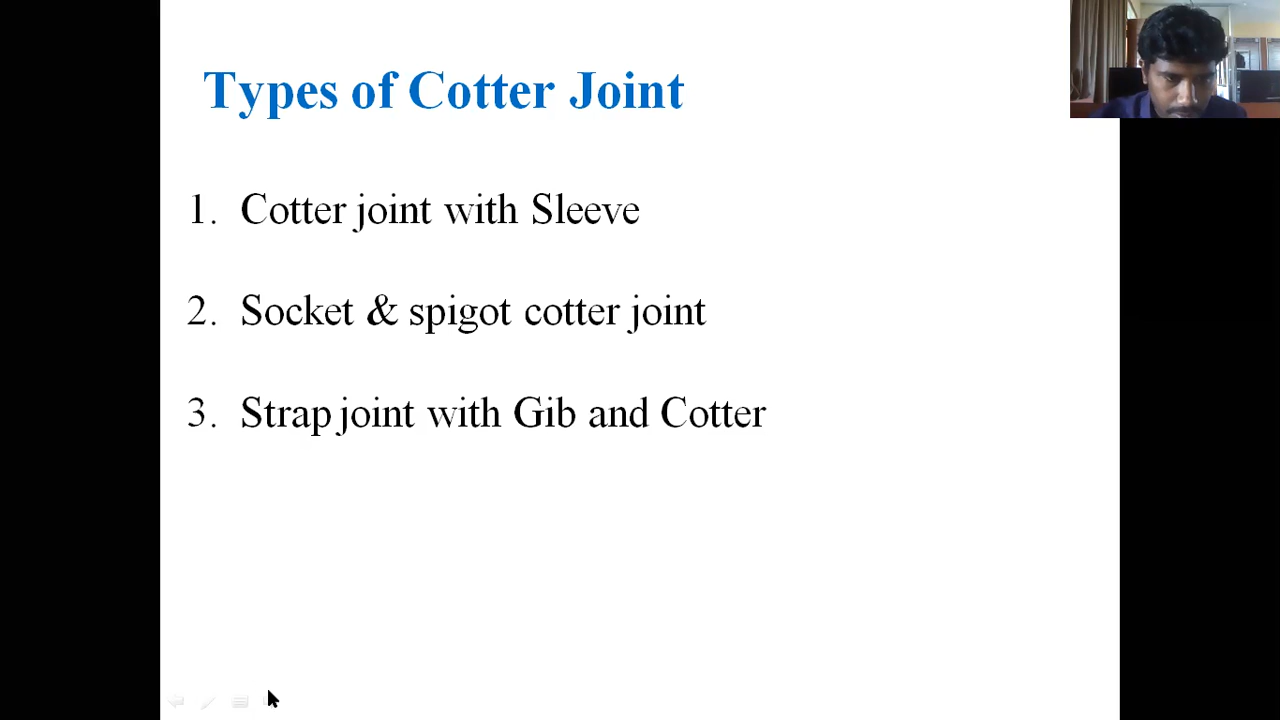 Types of Cotter Joint
1. Cotter joint with Sleeve
2. Socket & spigot cotter joint
3. Strap joint with Gib and Cotter